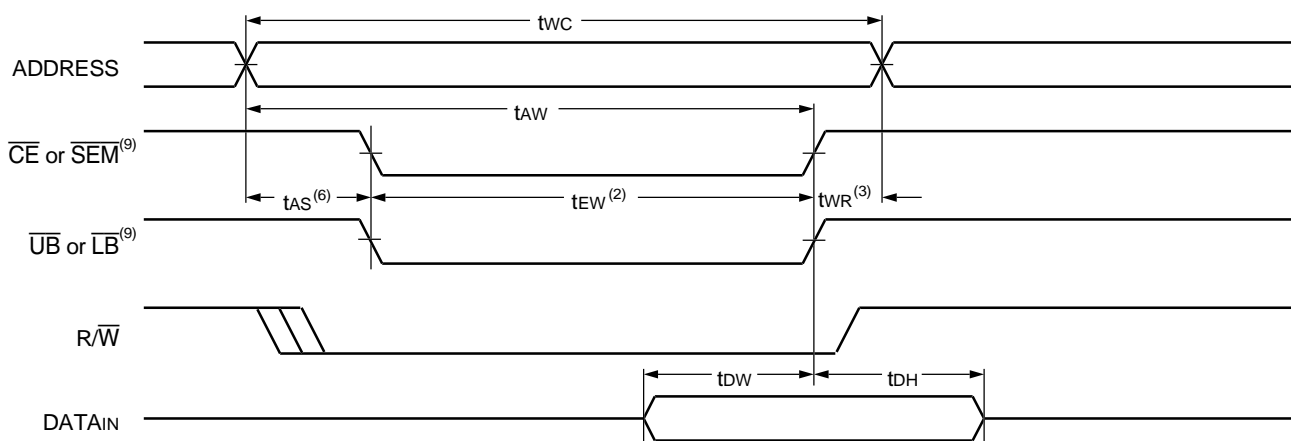 tWC
ADDRESS
tAW
CE or SEM(9)
tAS(6) tEW(2) tWR(3)
UB or LB(9)
R/W
tDW tDH
DATAIN